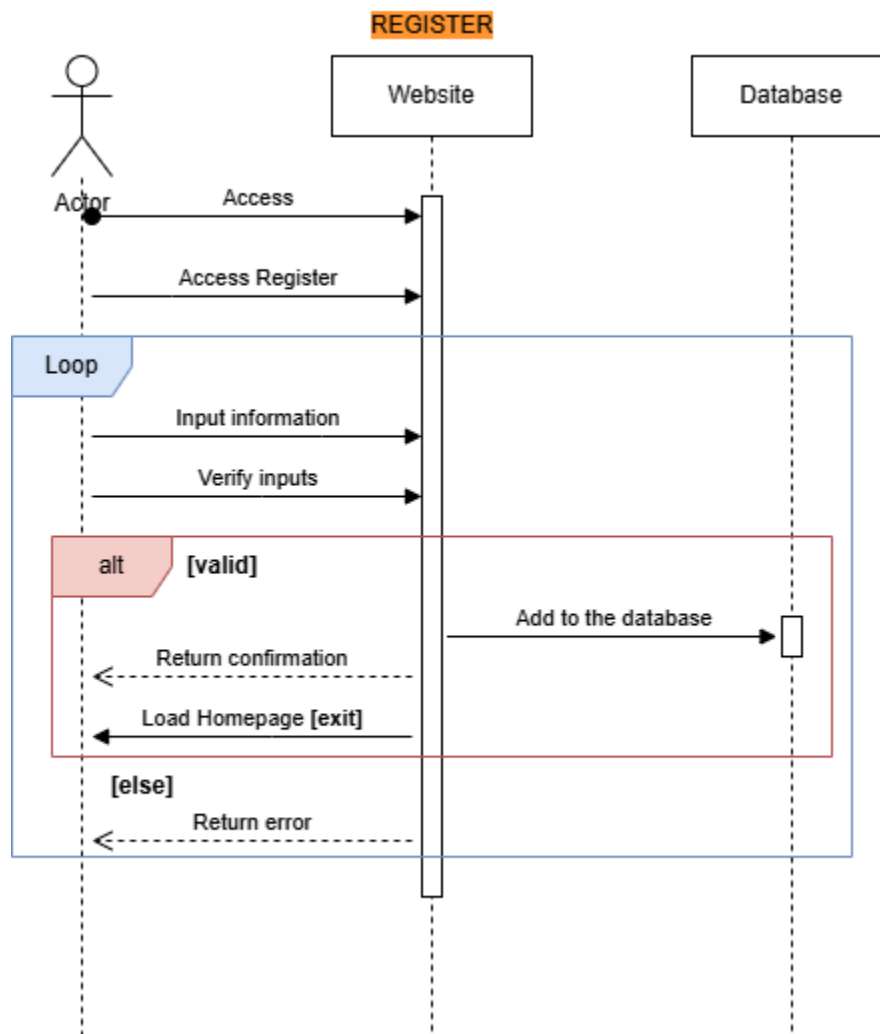 REGISTER
Website
Database
Actor
Access
Access Register
Loop
Input information
Verify inputs
alt
[valid]
Add to the database
Return confirmation
Load Homepage [exit]
[else]
Return error